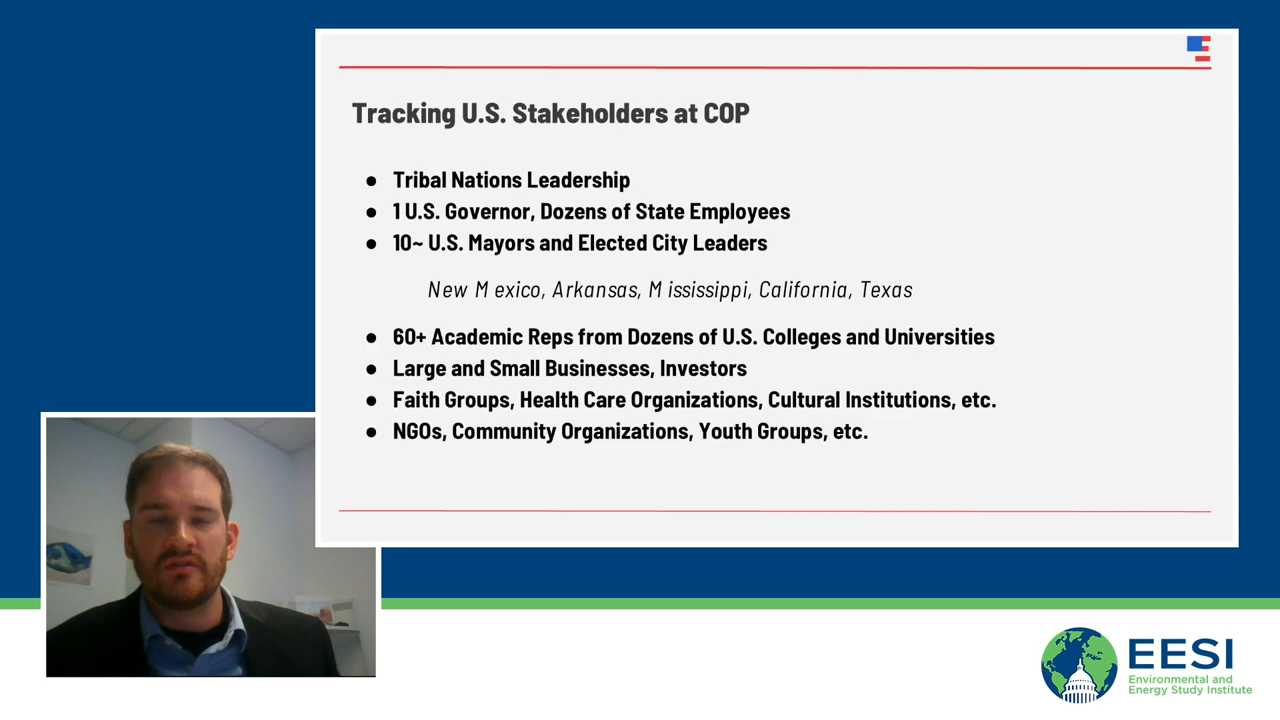 Tracking U.S. Stakeholders at COP
● Tribal Nations Leadership
● 1 U.S. Governor, Dozens of State Employees
● 10~ U.S. Mayors and Elected City Leaders
New M exico, Arkansas, M ississippi, California, Texas
● 60+ Academic Reps from Dozens of U.S. Colleges and Universities
● Large and Small Businesses, Investors
● Faith Groups, Health Care Organizations, Cultural Institutions, etc.
● NGOs, Community Organizations, Youth Groups, etc.
EESI
Environmental and
Energy Study Institute